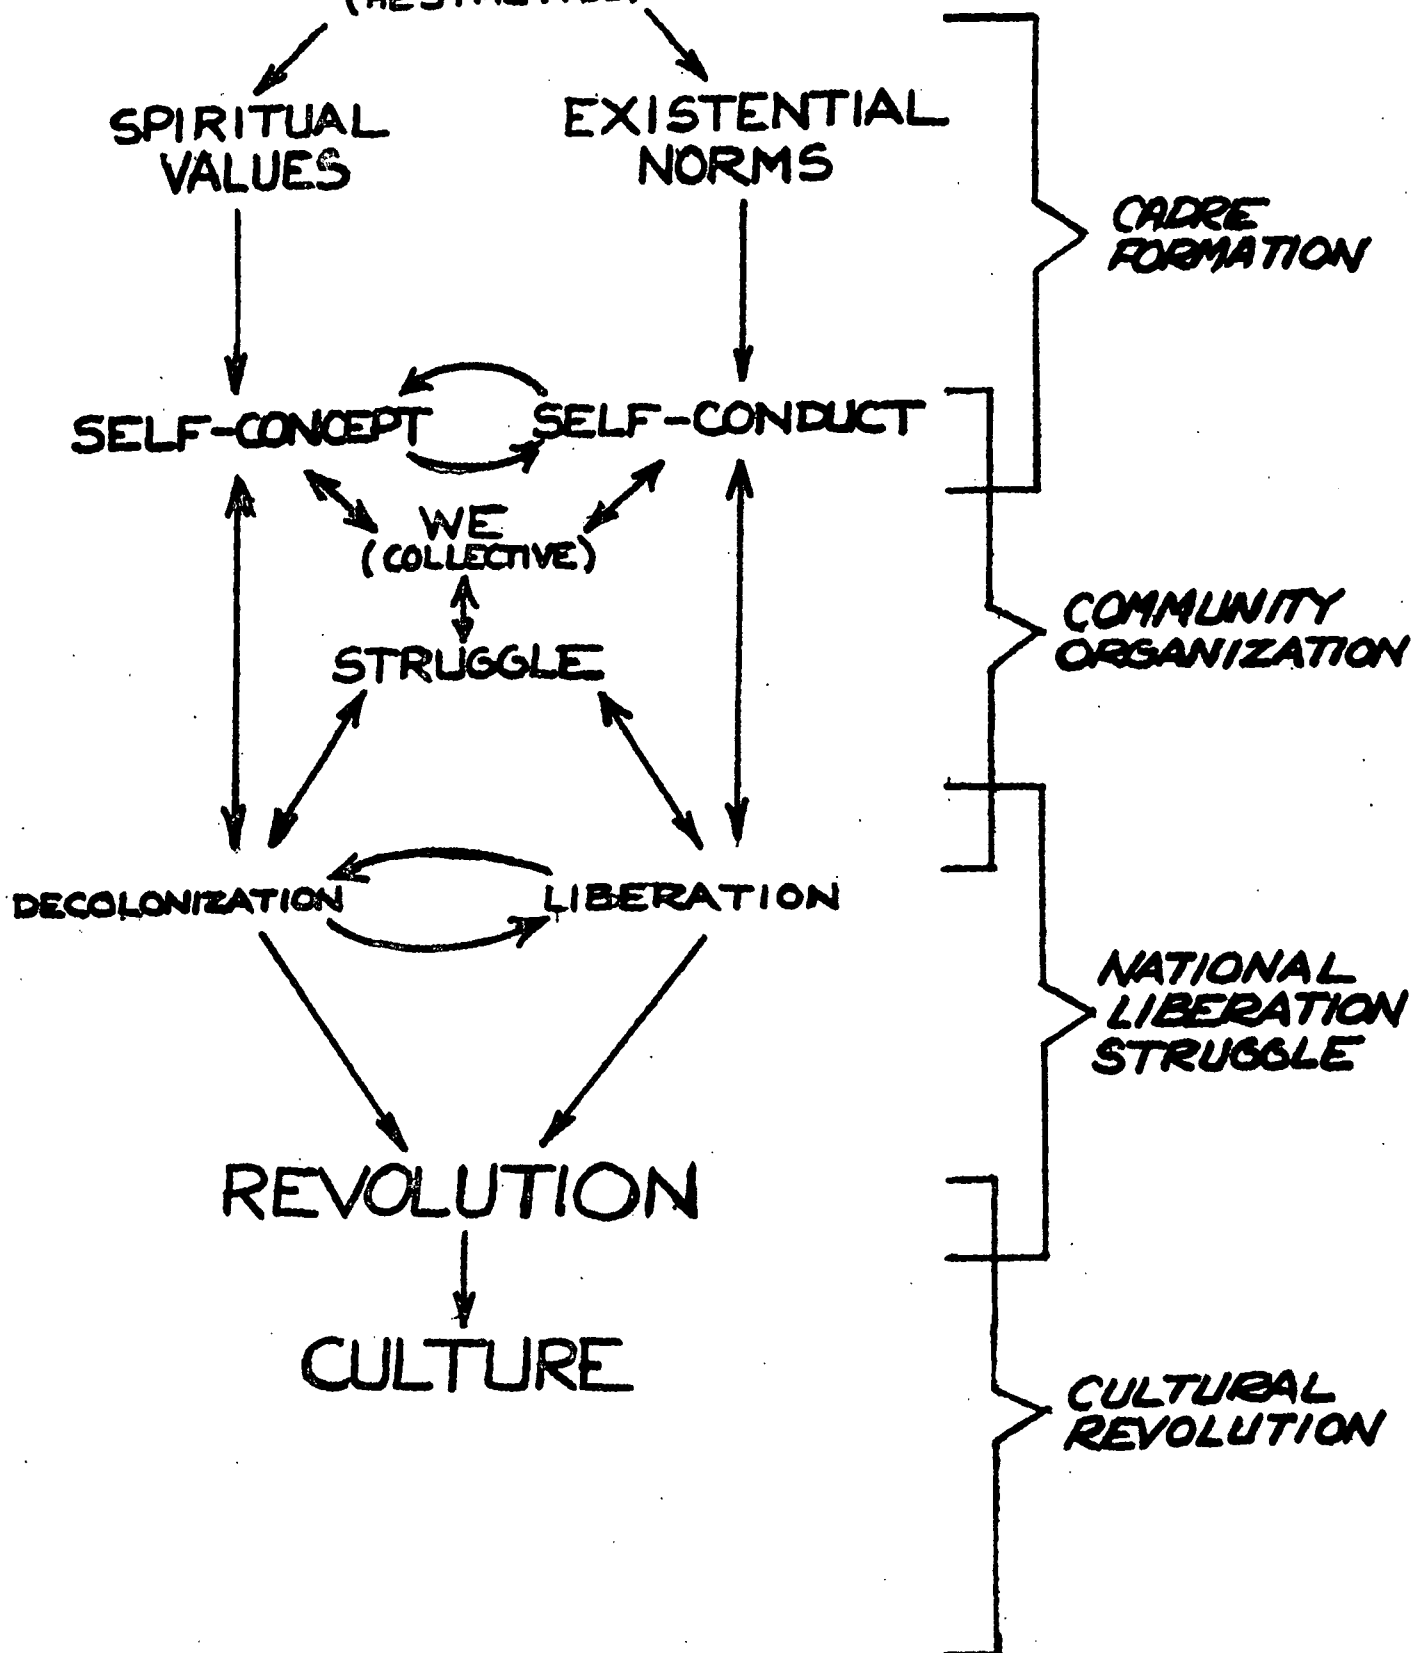 SPIRITUAL
VALUES
EXISTENTIAL
NORMS
CADRE
FORMATION
SELF-CONCEPT
SELF-CONDUCT
WE
(COLLECTIVE)
STRUGGLE
COMMUNITY
ORGANIZATION
DECOLONIZATION
LIBERATION
NATIONAL
LIBERATION
STRUGGLE
REVOLUTION
CULTURE
CULTURAL
REVOLUTION